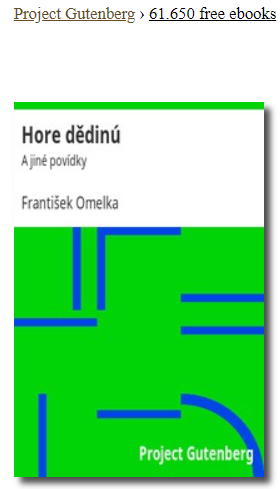 Project Gutenberg › 61.650 free ebooks
Hore dědinú
A jiné povídky
František Omelka
Project Gutenberg